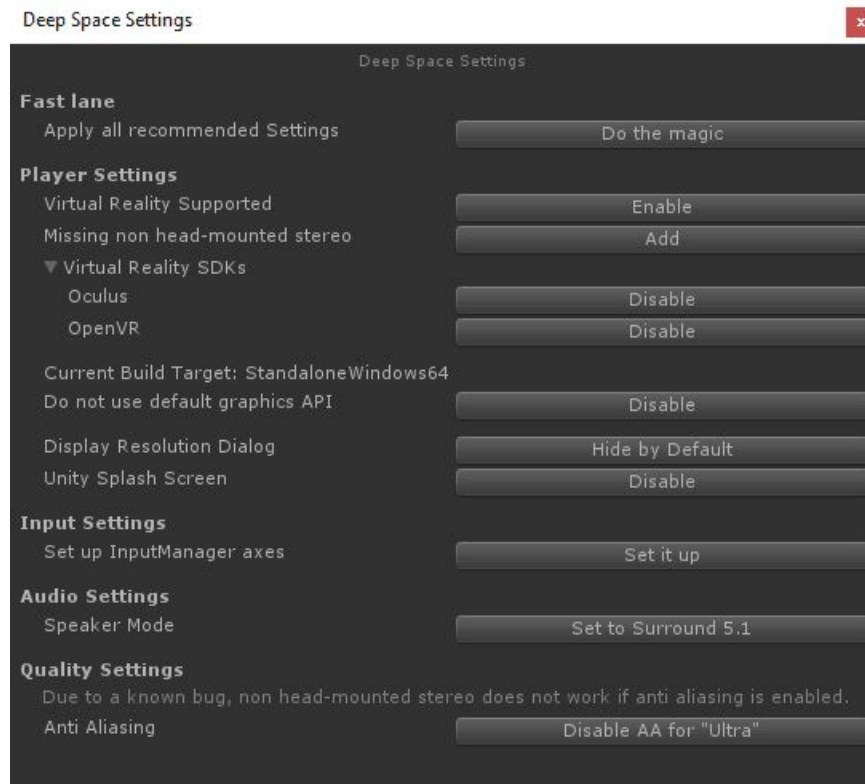 Deep Space Settings
x
Deep Space Settings
Fast lane
Apply all recommended Settings Do the magic
Player Settings
Virtual Reality Supported Enable
Missing non head-mounted stereo Add
Virtual Reality SDKs
Oculus Disable
OpenVR Disable
Current Build Target: StandaloneWindows64
Do not use default graphics API Disable
Display Resolution Dialog Hide by Default
Unity Splash Screen Disable
Input Settings
Set up InputManager axes Set it up
Audio Settings
Speaker Mode Set to Surround 5.1
Quality Settings
Due to a known bug, non head-mounted stereo does not work if anti aliasing is enabled.
Anti Aliasing Disable AA for "Ultra"